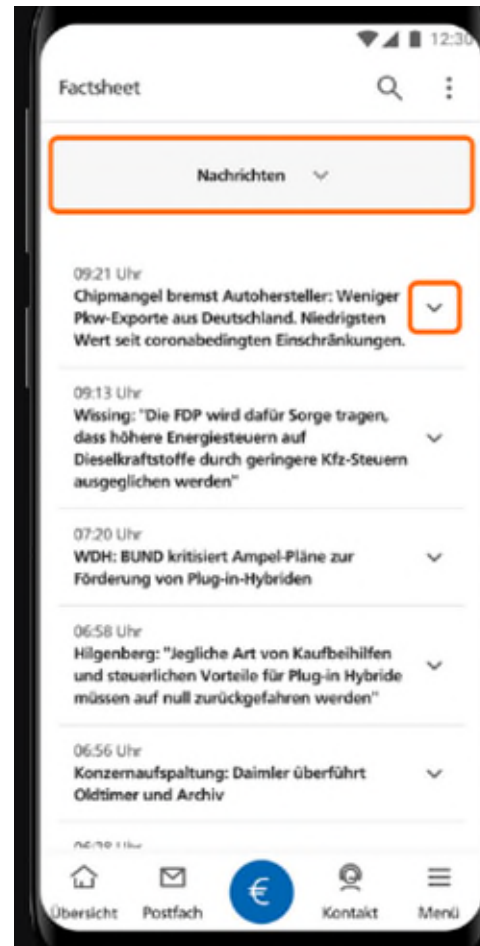 12:30
Factsheet
Nachrichten
09:21 Uhr
Chipmangel bremst Autohersteller: Weniger
Pkw-Exporte aus Deutschland. Niedrigsten
Wert seit coronabedingten Einschränkungen.
09:13 Uhr
Wissing: "Die FDP wird dafür Sorge tragen,
dass höhere Energiesteuern auf
Dieselkraftstoffe durch geringere Kfz-Steuern
ausgeglichen werden"
07:20 Uhr
WDH: BUND kritisiert Ampel-Pläne zur
Förderung von Plug-in-Hybriden
06:58 Uhr
Hilgenberg: "Jegliche Art von Kaufbeihilfen
und steuerlichen Vorteile für Plug-in Hybride
müssen auf null zurückgefahren werden"
06:56 Uhr
Konzernaufspaltung: Daimler überführt
Oldtimer und Archiv
€
Übersicht Postfach Kontakt Menü